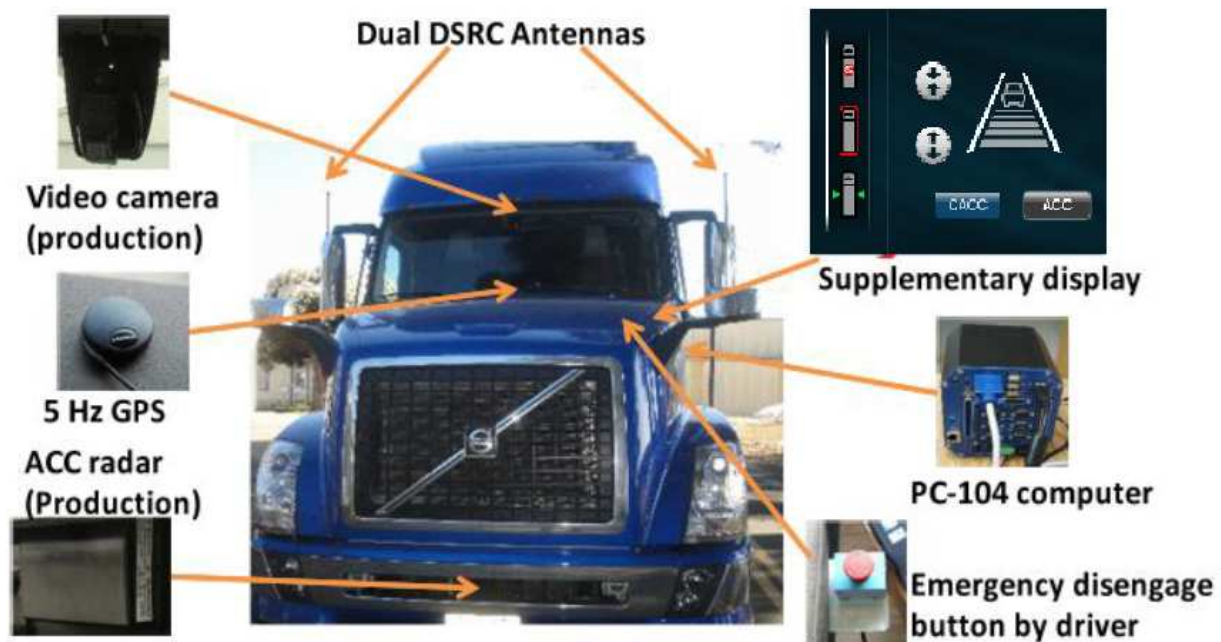 Dual DSRC Antennas
Video camera
(production)
CACC
ACC
Supplementary display
5 Hz GPS
ACC radar
(Production)
PC-104 computer
Emergency disengage
button by driver